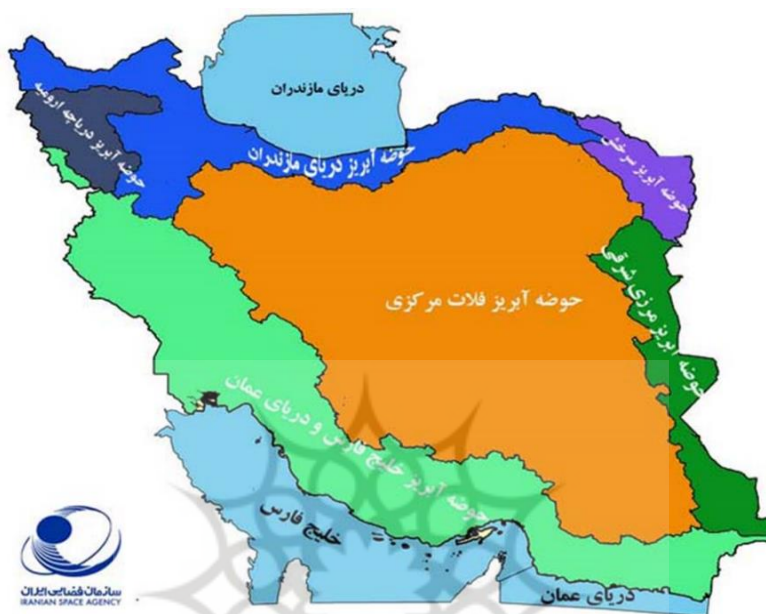 دریای مازندران
حوضه آبریز دریاچه ارومیه
حوضه آبریز دریای مازندران
حوضه آبریز سرخس
حوضه آبریز فلات مرکزی
حوضه آبریز مرزی شرقی
حوضه آبریز خلیج فارس و دریای عمان
خلیج فارس
دریای عمان
سازمان فضایی ایران
IRANIAN SPACE AGENCY